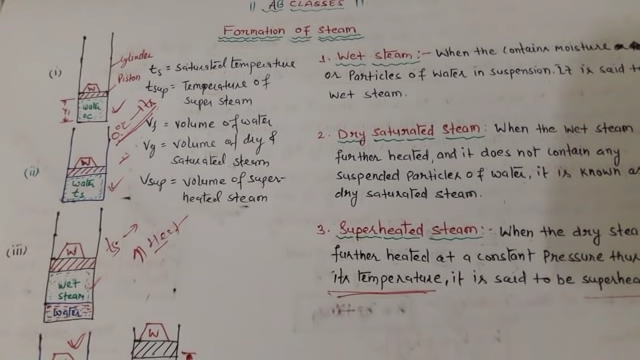 AG CLASSES
Formation of steam
(i)
Cylinder
Piston
W
water
0c
ts = saturated temperature
tsup = Temperature of
super steam
Vf = volume of water
Vg = volume of dry &
saturated steam
Vsup = volume of super-
heated steam
(ii)
W
water
ts
(iii)
W
wet
steam
water
W
W
1. Wet steam :- When the contains moisture
or Particles of water in suspension. It is said to
wet steam.
2. Dry Saturated Steam : When the wet steam
further heated, and it does not contain any
suspended particles of water, it is known as
dry saturated steam.
3. Superheated Steam :- When the dry stea
further heated at a constant Pressure thus
its temperature, it is said to be superhea